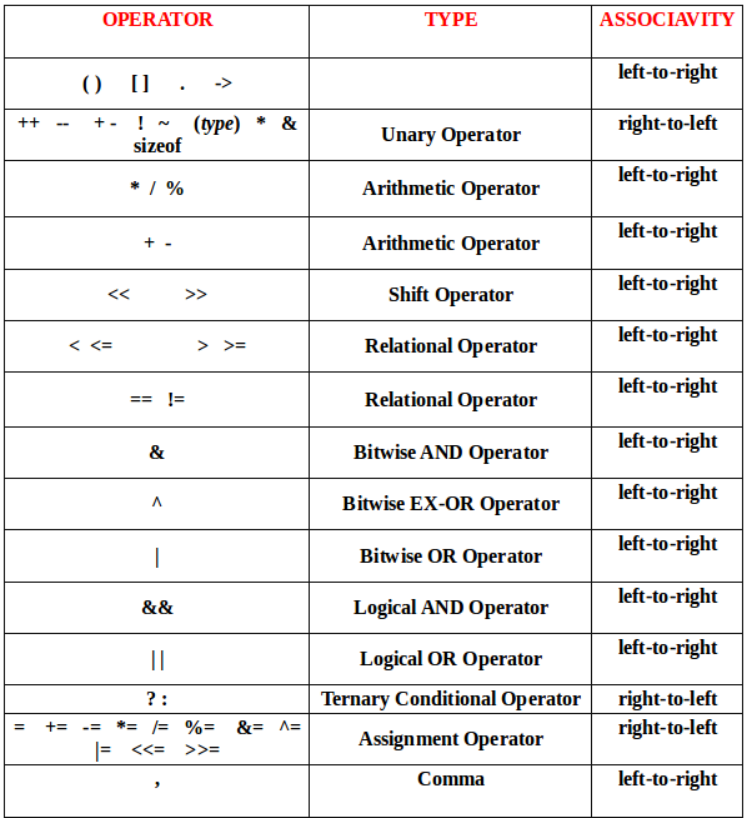 OPERATOR TYPE ASSOCIAVITY
( ) [ ] . -> left-to-right
++ -- + - ! ~ (type) * &
sizeof Unary Operator right-to-left
* / % Arithmetic Operator left-to-right
+ - Arithmetic Operator left-to-right
<< >> Shift Operator left-to-right
< <= > >= Relational Operator left-to-right
== != Relational Operator left-to-right
& Bitwise AND Operator left-to-right
^ Bitwise EX-OR Operator left-to-right
| Bitwise OR Operator left-to-right
&& Logical AND Operator left-to-right
|| Logical OR Operator left-to-right
? : Ternary Conditional Operator right-to-left
= += -= *= /= %= &= ^=
|= <<= >>= Assignment Operator right-to-left
, Comma left-to-right